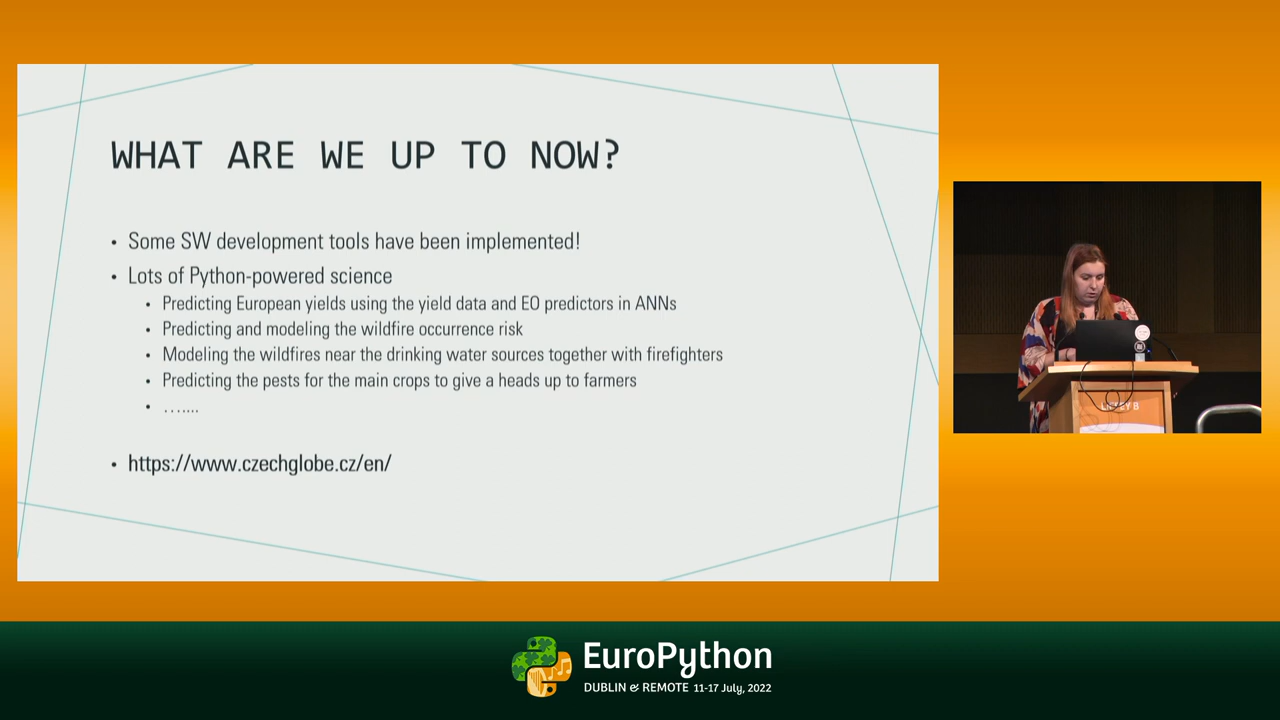 WHAT ARE WE UP TO NOW?
• Some SW development tools have been implemented!
• Lots of Python-powered science
• Predicting European yields using the yield data and EO predictors in ANNs
• Predicting and modeling the wildfire occurrence risk
• Modeling the wildfires near the drinking water sources together with firefighters
• Predicting the pests for the main crops to give a heads up to farmers
• …....
• https://www.czechglobe.cz/en/
LIFFEY B
EuroPython
DUBLIN & REMOTE 11-17 July, 2022